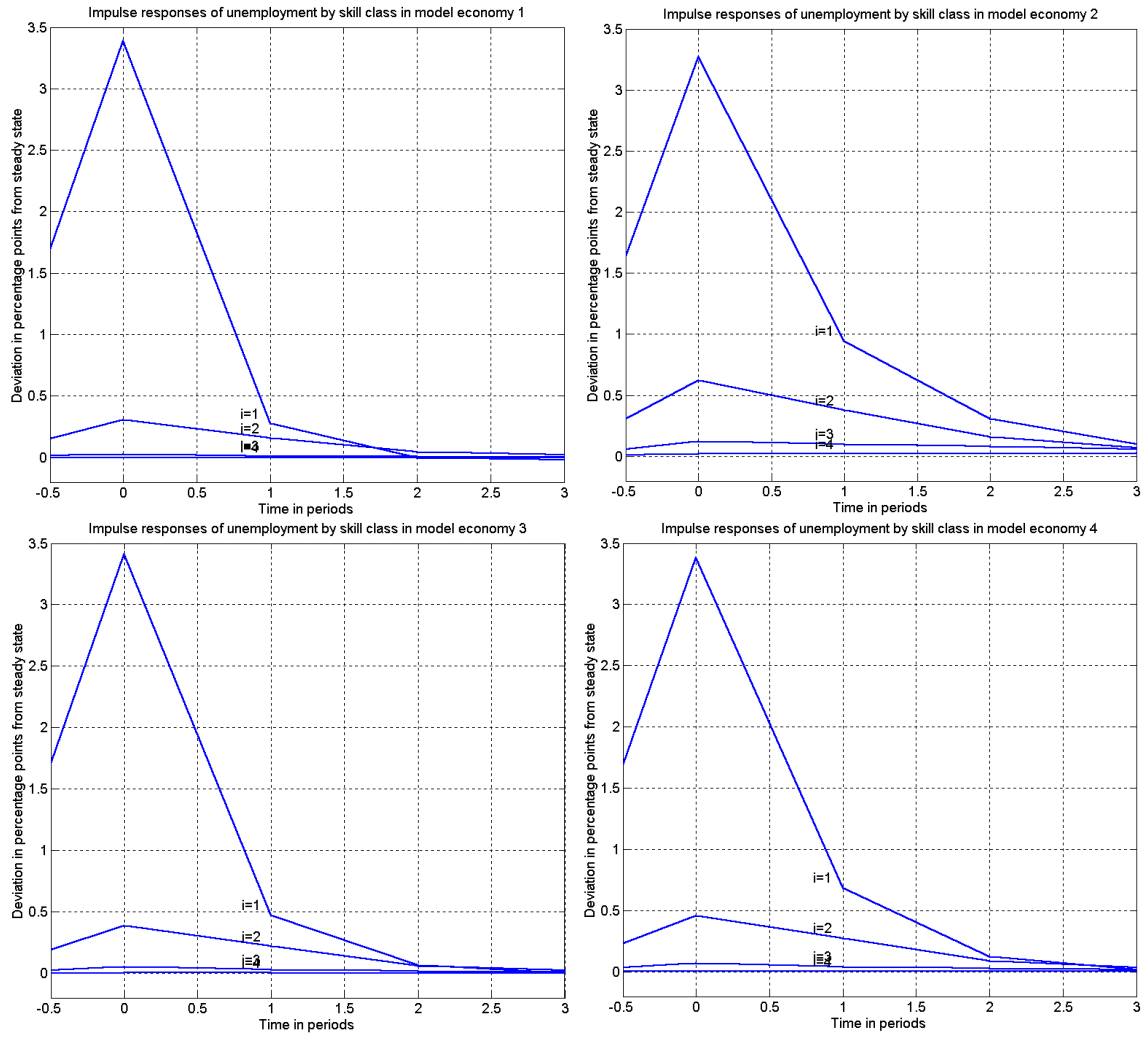 Impulse responses of unemployment by skill class in model economy 1
Deviation in percentage points from steady state
3.5
3
2.5
2
1.5
1
0.5
0
i=1
i=2
i=3
-0.5 0 0.5 1 1.5 2 2.5 3
Time in periods
Impulse responses of unemployment by skill class in model economy 2
Deviation in percentage points from steady state
3.5
3
2.5
2
1.5
1
0.5
0
i=1
i=2
i=3
i=4
-0.5 0 0.5 1 1.5 2 2.5 3
Time in periods
Impulse responses of unemployment by skill class in model economy 3
Deviation in percentage points from steady state
3.5
3
2.5
2
1.5
1
0.5
0
i=1
i=2
i=3
-0.5 0 0.5 1 1.5 2 2.5 3
Time in periods
Impulse responses of unemployment by skill class in model economy 4
Deviation in percentage points from steady state
3.5
3
2.5
2
1.5
1
0.5
0
i=1
i=2
i=3
i=4
-0.5 0 0.5 1 1.5 2 2.5 3
Time in periods